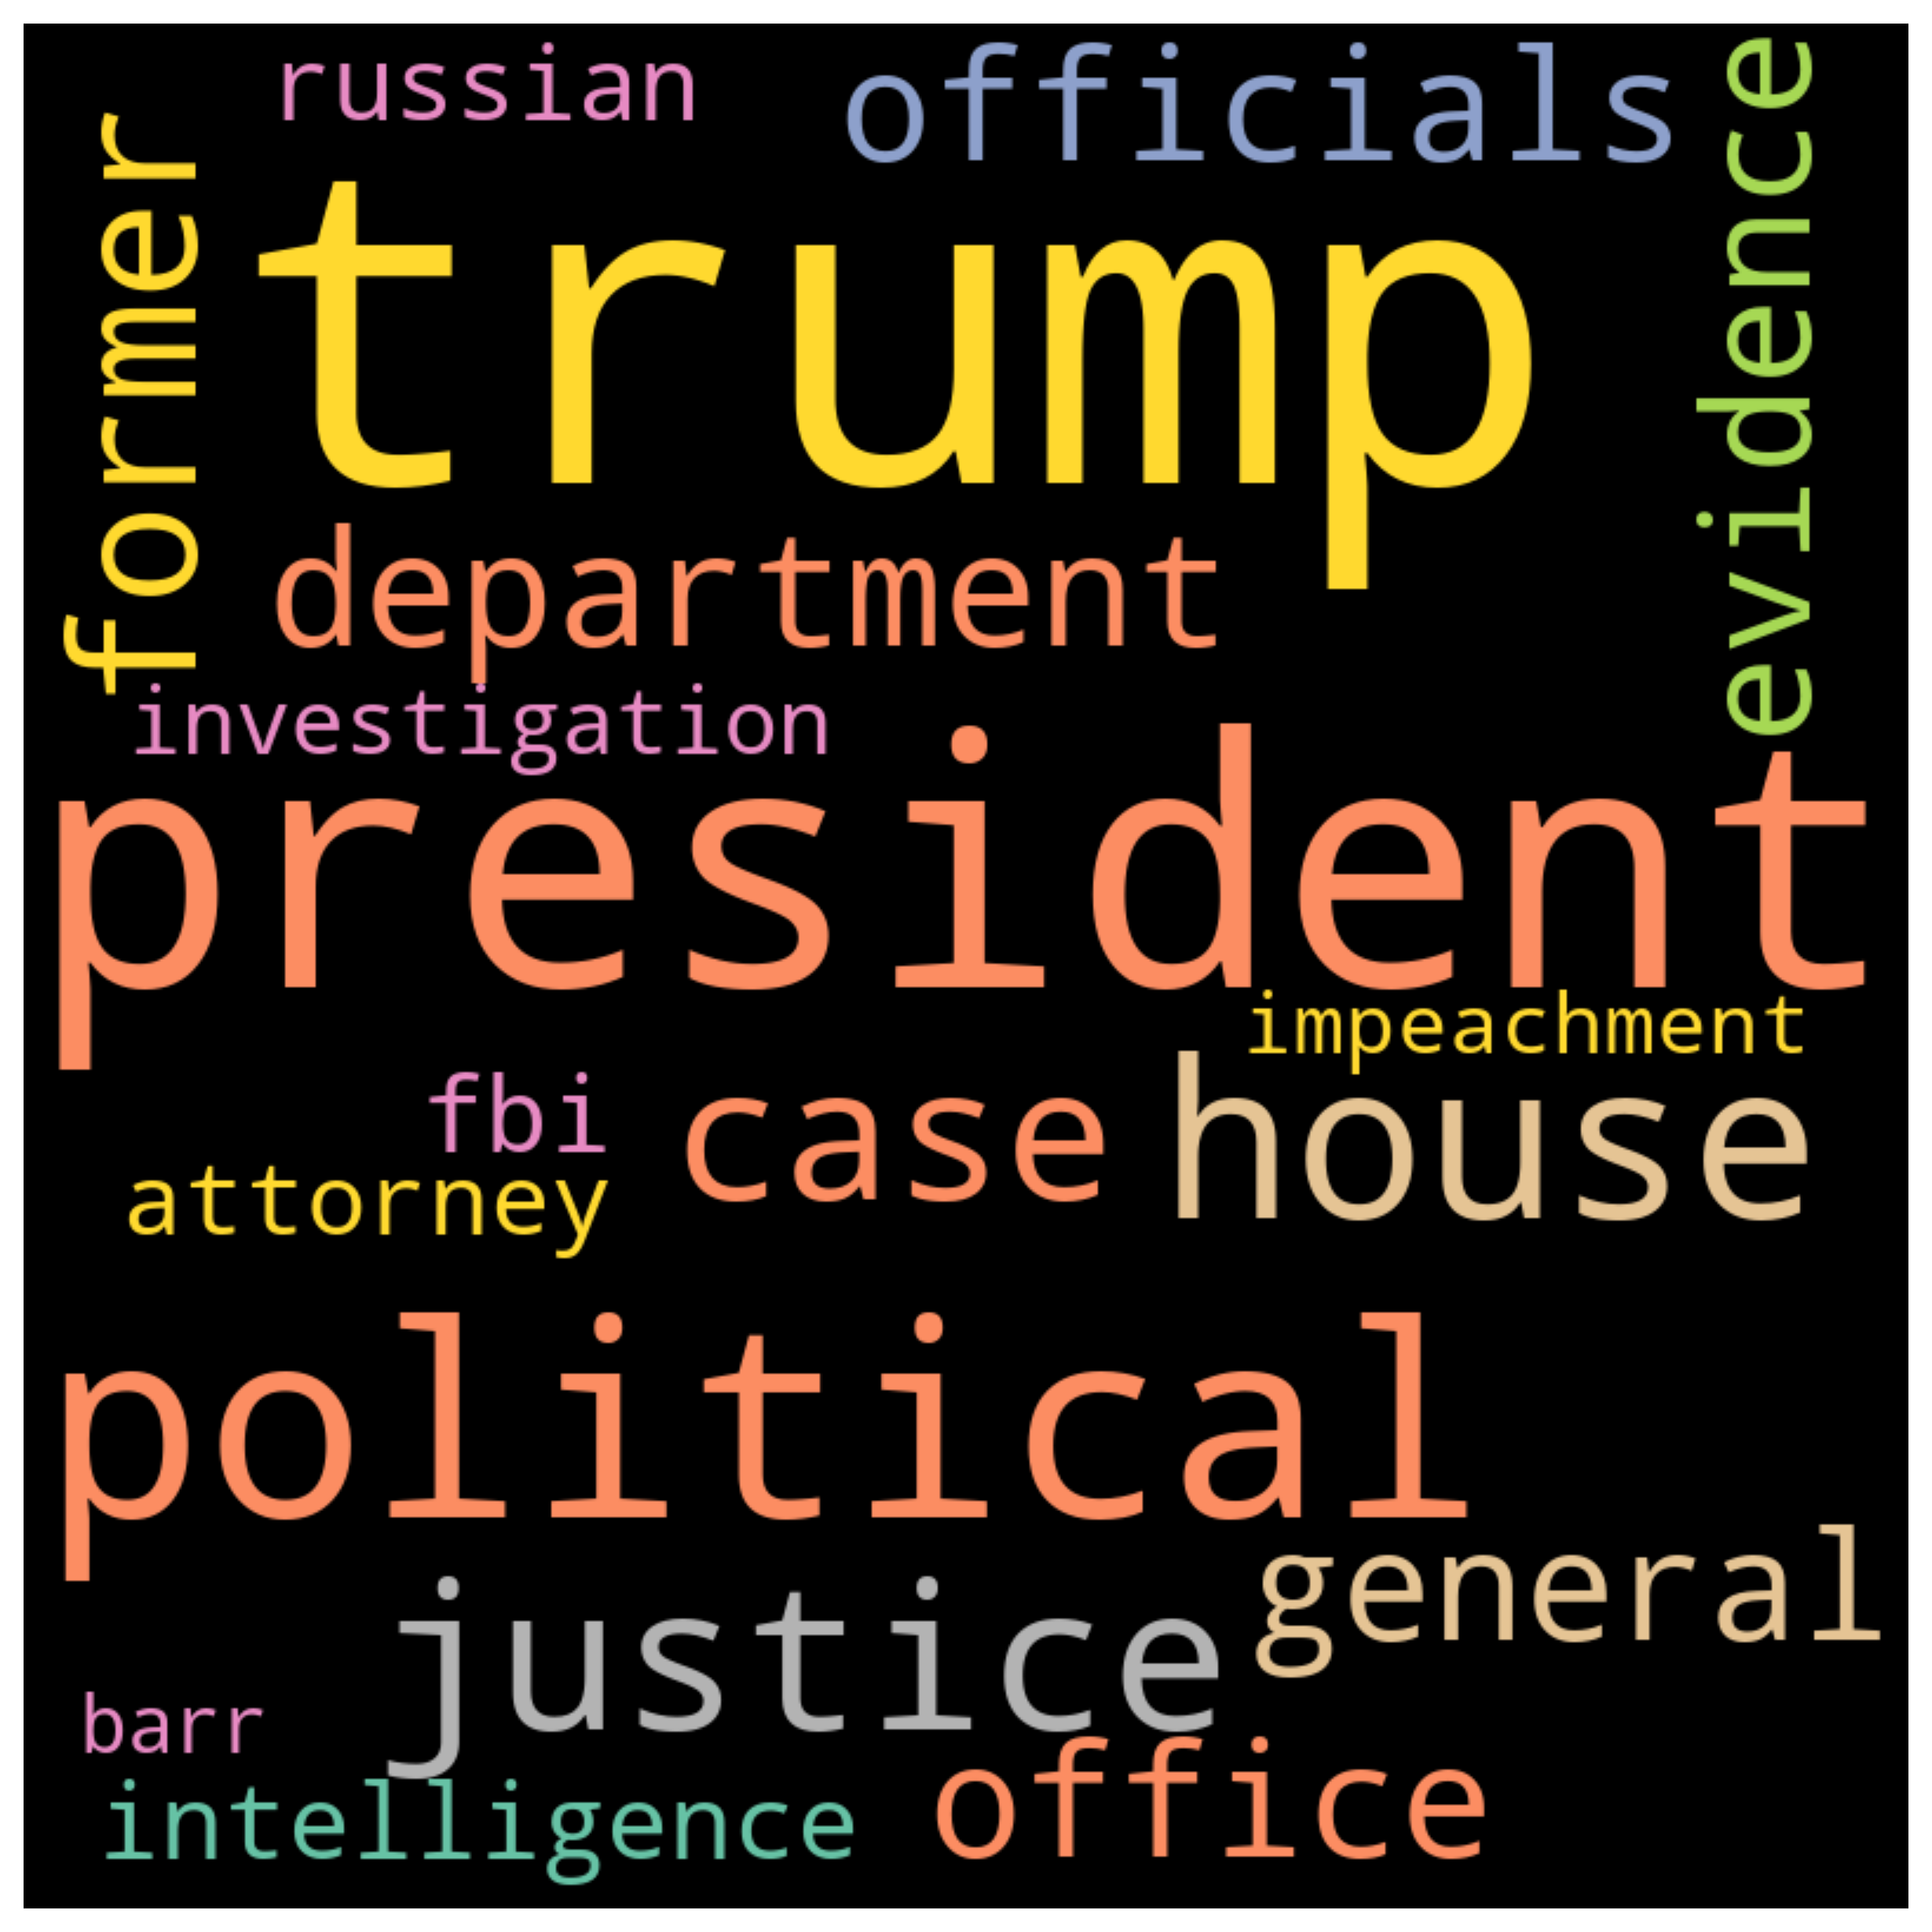 russian
officials
evidence
former
trump
department
investigation
president
impeachment
fbi
case
house
attorney
political
general
justice
barr
office
intelligence